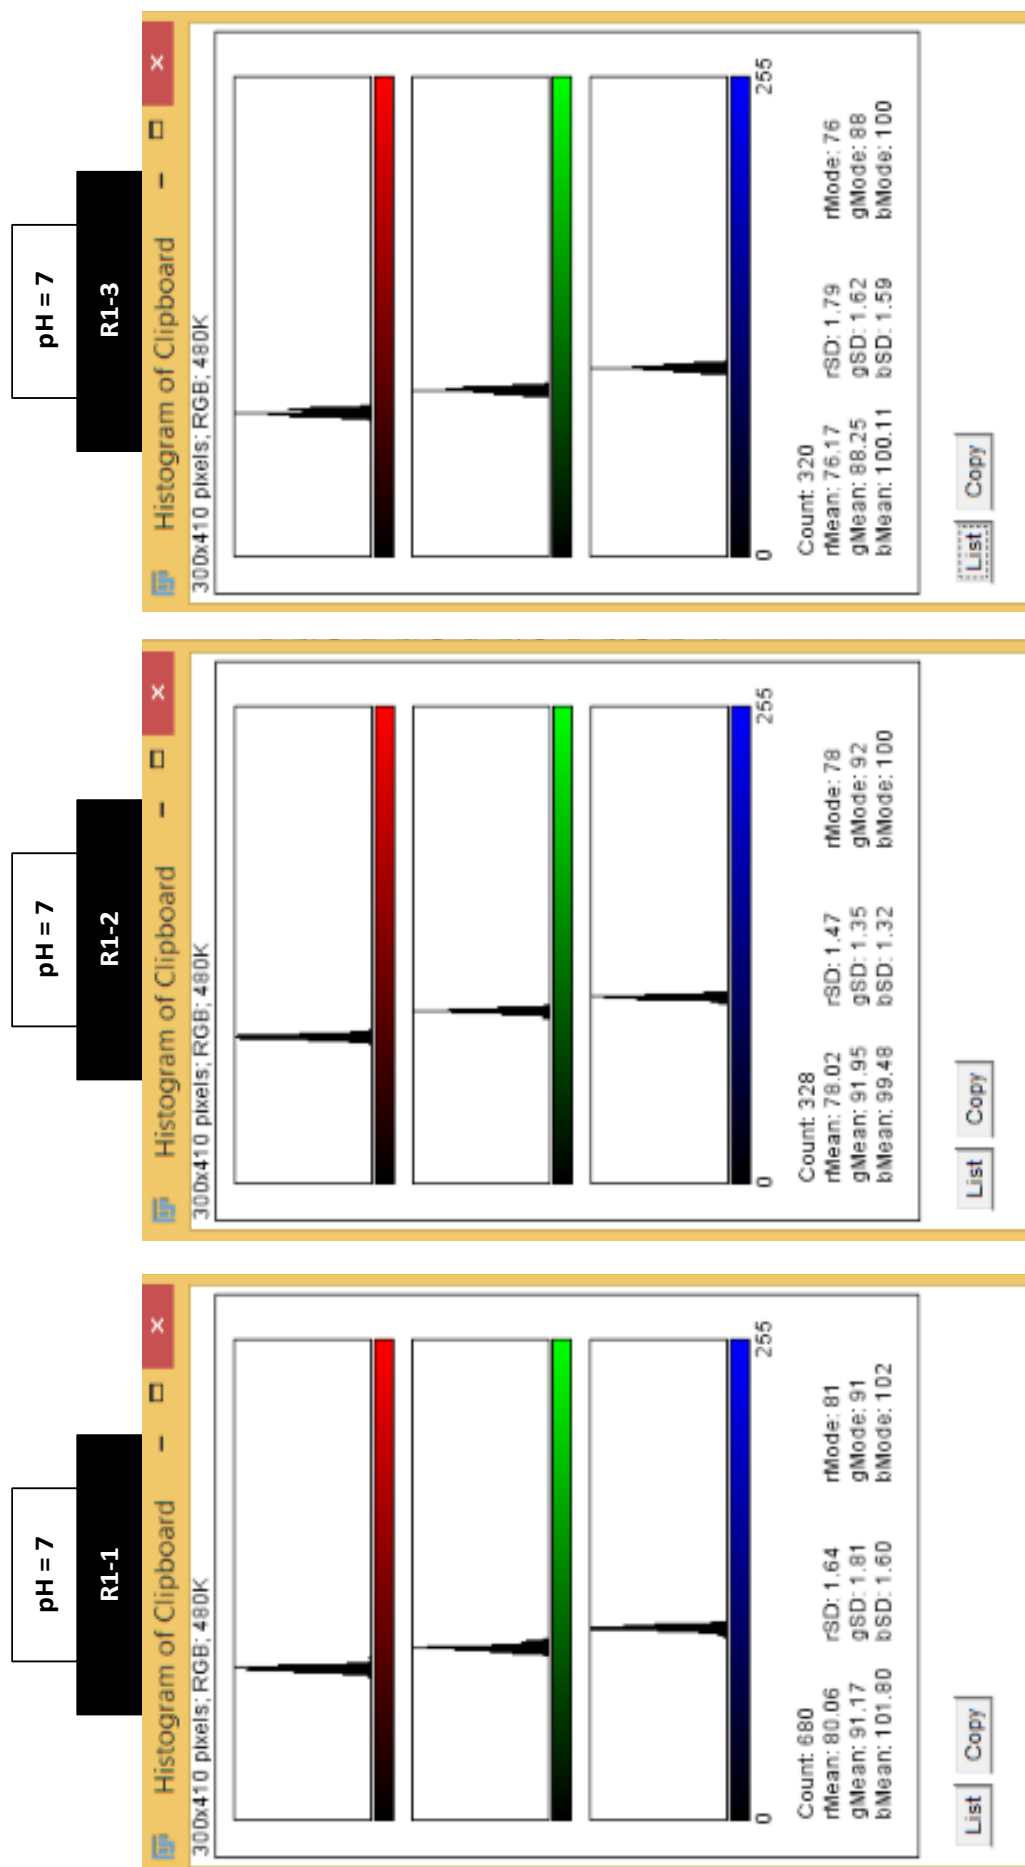 pH = 7
R1-1
Histogram of Clipboard
300x410 pixels; RGB; 480K
0 255
Count: 680
rMean: 80.06 rSD: 1.64 rMode: 81
gMean: 91.17 gSD: 1.81 gMode: 91
bMean: 101.80 bSD: 1.60 bMode: 102
List Copy
pH = 7
R1-2
Histogram of Clipboard
300x410 pixels; RGB; 480K
0 255
Count: 328
rMean: 78.02 rSD: 1.47 rMode: 78
gMean: 91.95 gSD: 1.35 gMode: 92
bMean: 99.48 bSD: 1.32 bMode: 100
List Copy
pH = 7
R1-3
Histogram of Clipboard
300x410 pixels; RGB; 480K
0 255
Count: 320
rMean: 76.17 rSD: 1.79 rMode: 76
gMean: 88.25 gSD: 1.62 gMode: 88
bMean: 100.11 bSD: 1.59 bMode: 100
List Copy